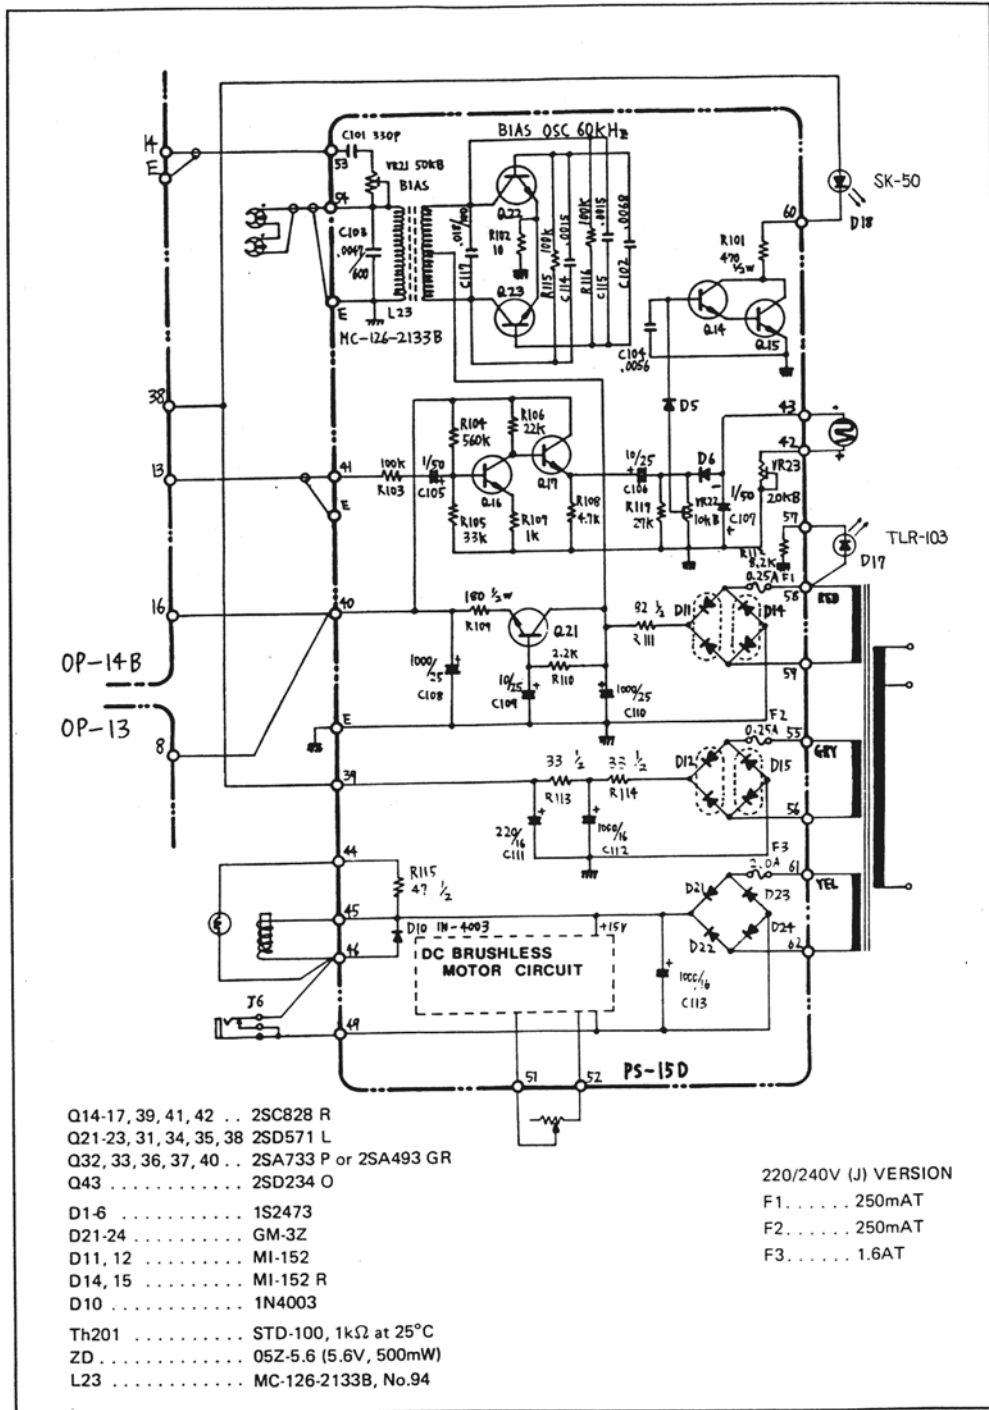 BIAS OSC 60KHz
C101 330P
14
53
E
VR21 50KB
BIAS
54
SK-50
D18
60
Q22
R102
10
C103
.0047
/600
C117
R115
100K
C114
.0015
R116
100K
C115
.0015
C102
.0068
R101
470
½W
Q23
E
L23
MC-126-2133B
Q14
Q15
C104
.0056
38
D5
43
R104
560K
R106
22K
42
13
41
100K
R103
1/50
C105
Q16
Q17
10/25
C106
D6
VR23
20KB
R108
4.7K
R119
27K
VR22
10KB
1/50
C107
57
E
R105
33K
R107
1K
TLR-103
D17
8.2K
0.25A F1
58
RED
16
40
180 ½W
R109
Q21
R111
D11
D14
OP-14B
1000/25
C108
2.2K
R110
10/25
C109
1000/25
C110
59
OP-13
E
F2
0.25A
55
GRY
8
33 ½
R113
33 ½
R114
D12
D15
39
220/16
C111
1000/16
C112
56
44
F3
2.0A
61
YEL
R115
47 ½
45
D10 1N-4003
+15V
D21
D23
D22
D24
46
DC BRUSHLESS
MOTOR CIRCUIT
62
1000/16
C113
J6
49
51
52
PS-15D
Q14-17, 39, 41, 42 . . 2SC828 R
Q21-23, 31, 34, 35, 38 2SD571 L
Q32, 33, 36, 37, 40 . . 2SA733 P or 2SA493 GR
Q43 . . . . . . . . . . . . 2SD234 O
D1-6 . . . . . . . . . . . 1S2473
D21-24 . . . . . . . . . . GM-3Z
D11, 12 . . . . . . . . . MI-152
D14, 15 . . . . . . . . . MI-152 R
D10 . . . . . . . . . . . . 1N4003
Th201 . . . . . . . . . . STD-100, 1kΩ at 25°C
ZD . . . . . . . . . . . . . 05Z-5.6 (5.6V, 500mW)
L23 . . . . . . . . . . . . MC-126-2133B, No.94
220/240V (J) VERSION
F1. . . . . . 250mAT
F2. . . . . . 250mAT
F3. . . . . . 1.6AT